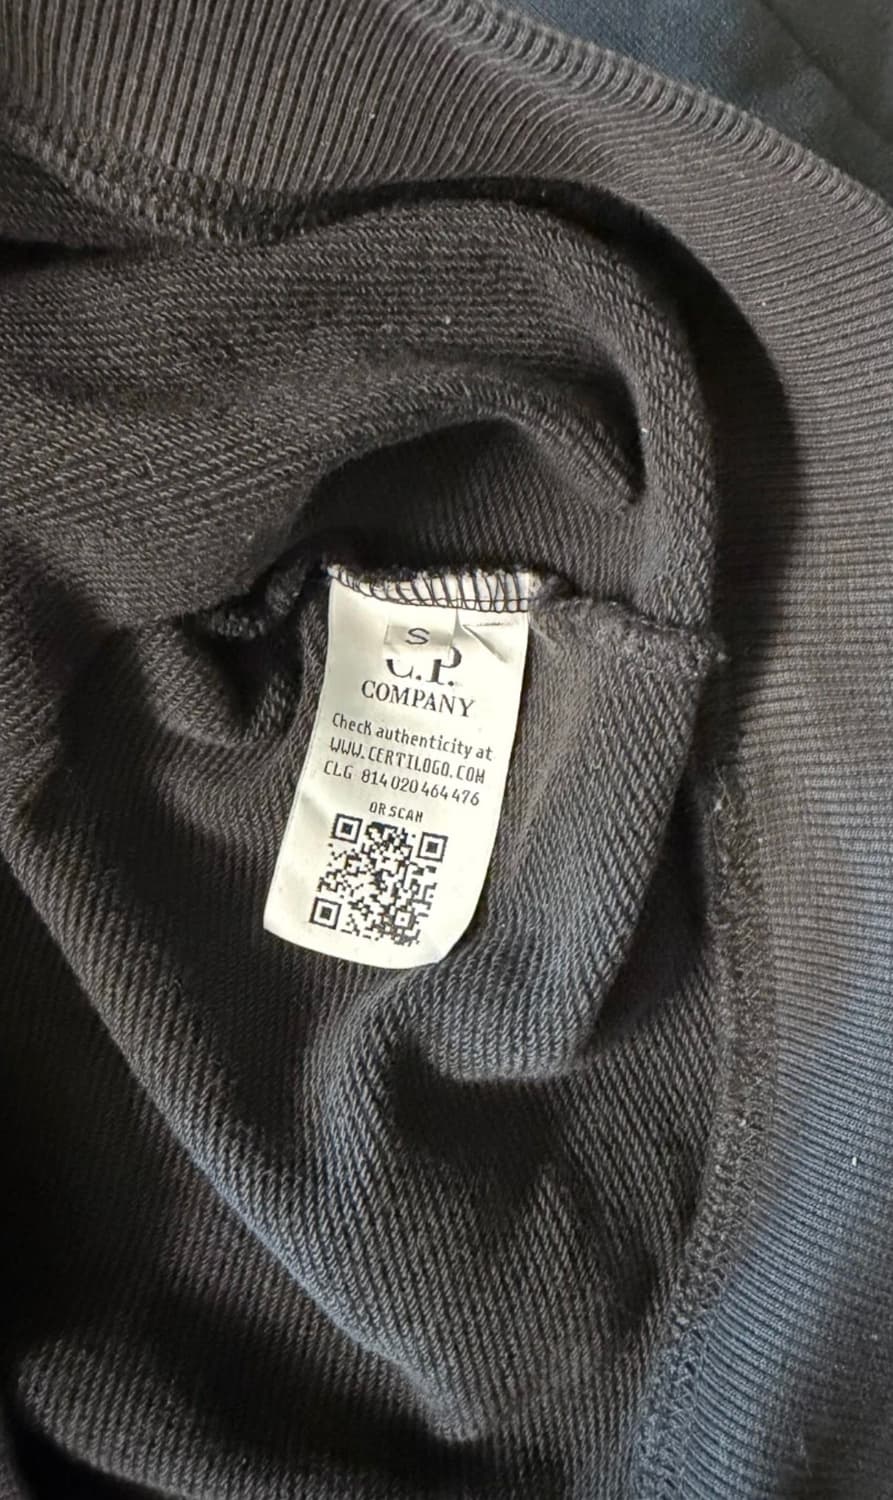 S
C.P.
COMPANY
Check authenticity at
WWW.CERTILOGO.COM
CLG 814 020 464 476
OR SCAN